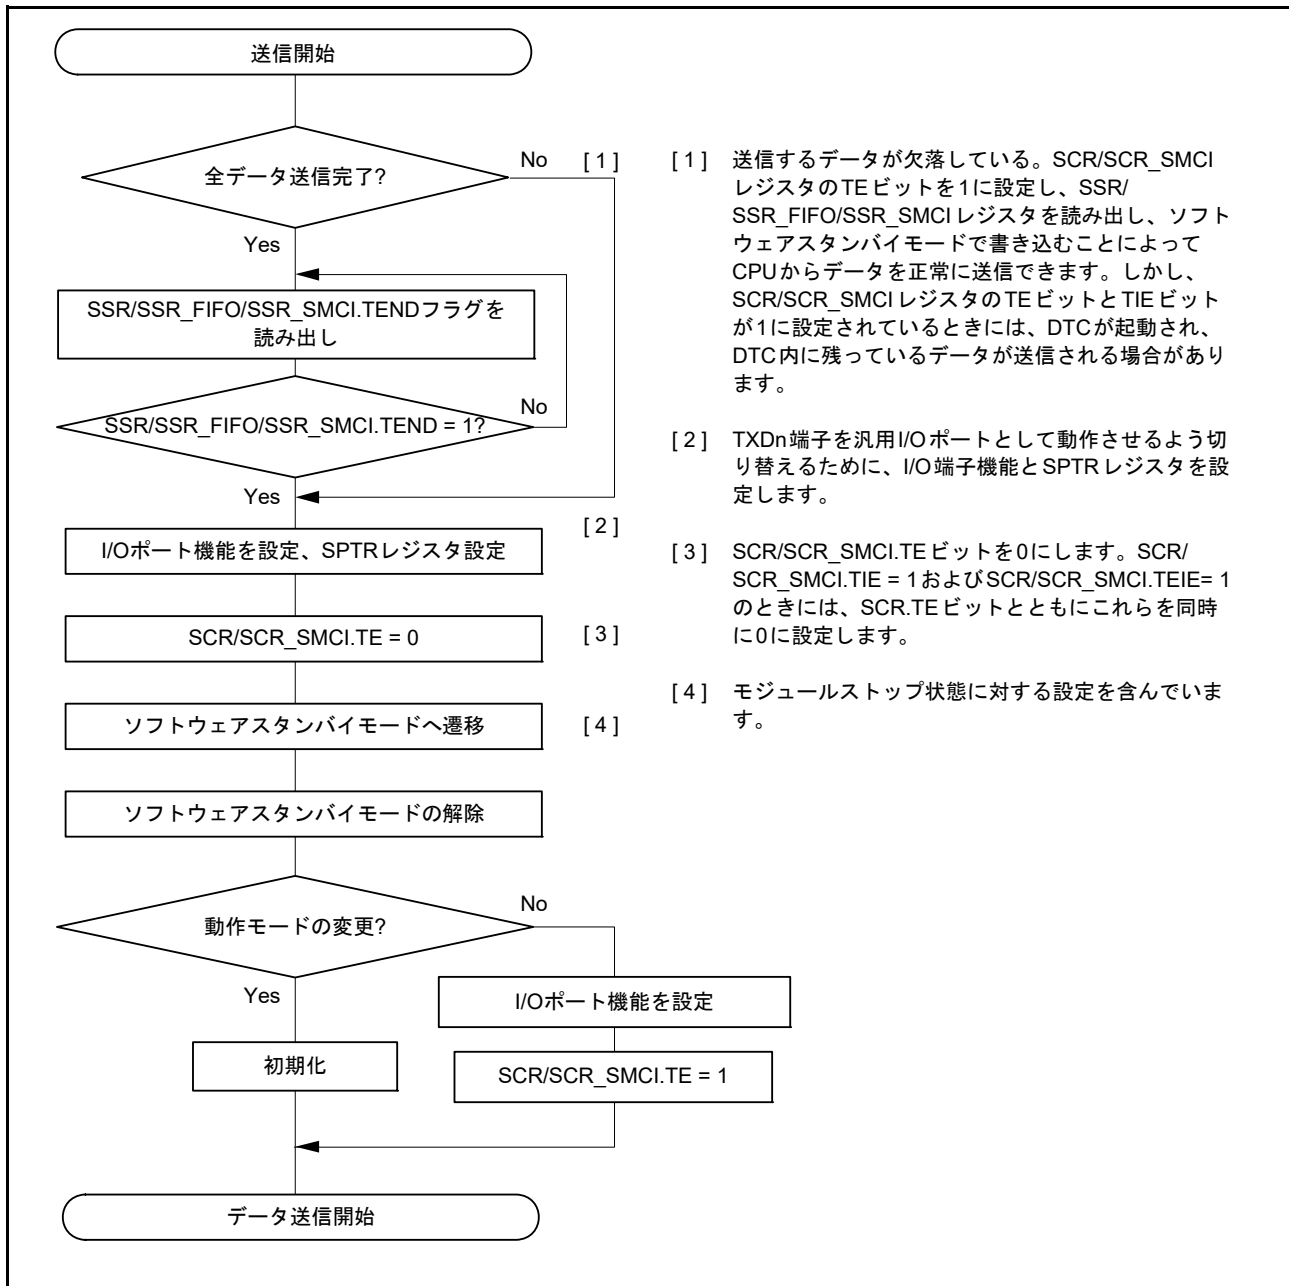 送信開始
全データ送信完了?
No
[ 1 ]
Yes
SSR/SSR_FIFO/SSR_SMCI.TENDフラグを
読み出し
SSR/SSR_FIFO/SSR_SMCI.TEND = 1?
No
Yes
[ 2 ]
I/Oポート機能を設定、SPTRレジスタ設定
SCR/SCR_SMCI.TE = 0
[ 3 ]
ソフトウェアスタンバイモードへ遷移
[ 4 ]
ソフトウェアスタンバイモードの解除
動作モードの変更?
No
Yes
I/Oポート機能を設定
初期化
SCR/SCR_SMCI.TE = 1
データ送信開始
[ 1 ] 送信するデータが欠落している。SCR/SCR_SMCI
レジスタのTEビットを1に設定し、SSR/
SSR_FIFO/SSR_SMCIレジスタを読み出し、ソフト
ウェアスタンバイモードで書き込むことによって
CPUからデータを正常に送信できます。しかし、
SCR/SCR_SMCIレジスタのTEビットとTIEビット
が1に設定されているときには、DTCが起動され、
DTC内に残っているデータが送信される場合があり
ます。
[ 2 ] TXDn端子を汎用I/Oポートとして動作させるよう切
り替えるために、I/O端子機能とSPTRレジスタを設
定します。
[ 3 ] SCR/SCR_SMCI.TEビットを0にします。SCR/
SCR_SMCI.TIE = 1およびSCR/SCR_SMCI.TEIE= 1
のときには、SCR.TEビットとともにこれらを同時
に0に設定します。
[ 4 ] モジュールストップ状態に対する設定を含んでいま
す。